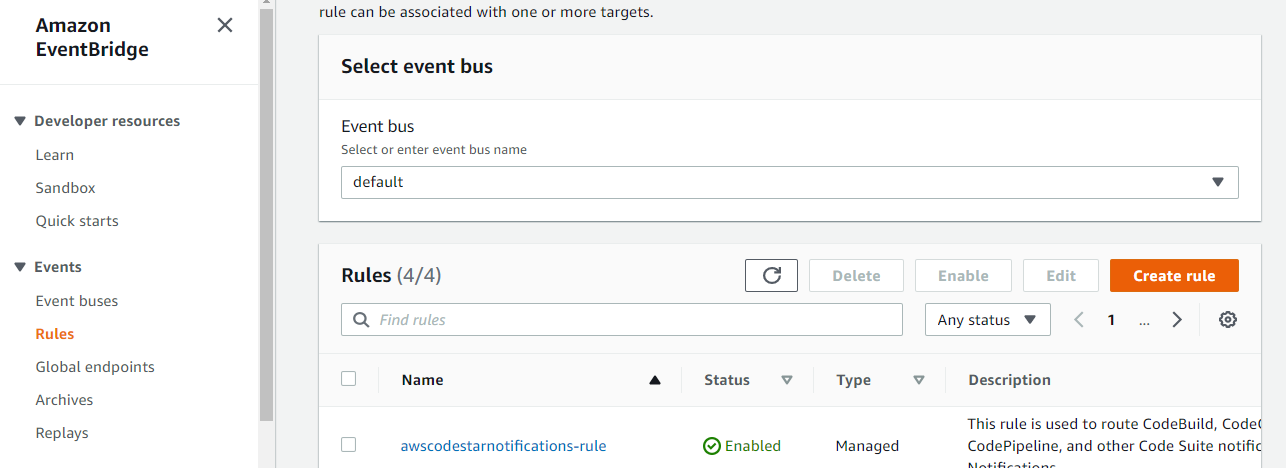 Amazon
EventBridge
Developer resources
Learn
Sandbox
Quick starts
Events
Event buses
Rules
Global endpoints
Archives
Replays
rule can be associated with one or more targets.
Select event bus
Event bus
Select or enter event bus name
default
Rules (4/4)
Delete
Enable
Edit
Create rule
Find rules
Any status
1
...
Name
Status
Type
Description
awscodestarnotifications-rule
Enabled
Managed
This rule is used to route CodeBuild,
CodePipeline, and other Code Suite
Notifications